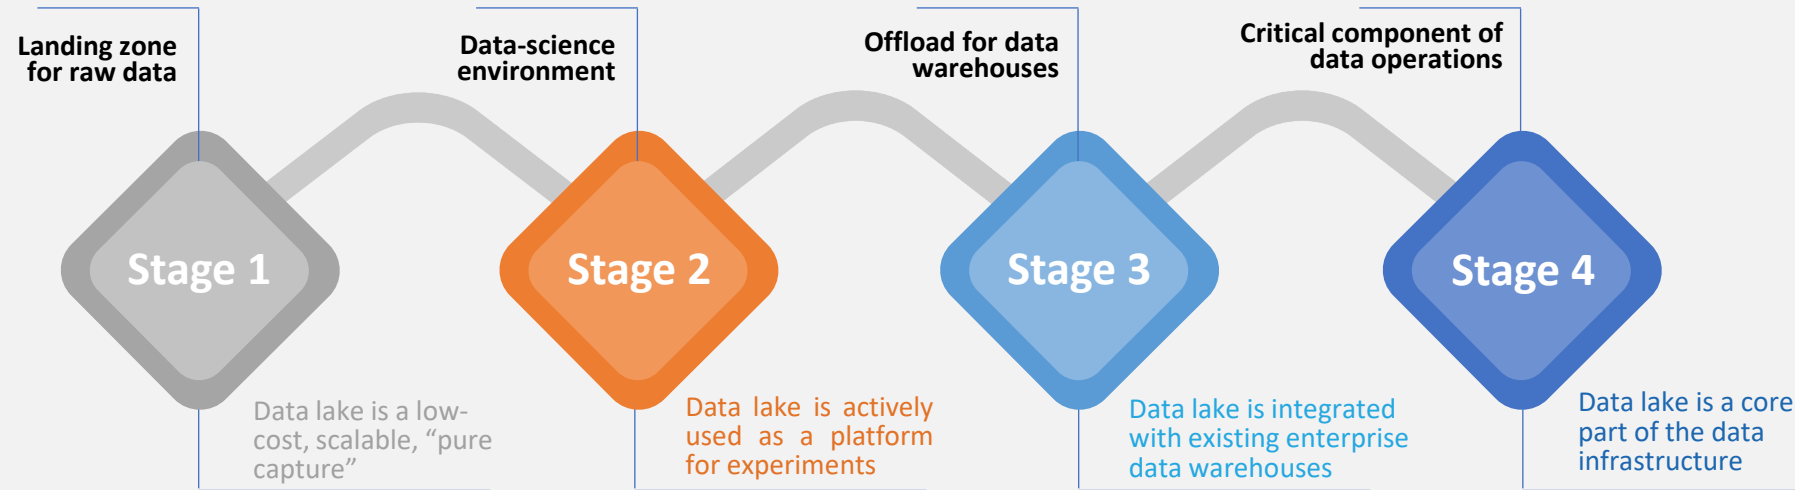 Landing zone
for raw data
Stage 1
Data lake is a low-
cost, scalable, “pure
capture”
Data-science
environment
Stage 2
Data lake is actively
used as a platform
for experiments
Offload for data
warehouses
Stage 3
Data lake is integrated
with existing enterprise
data warehouses
Critical component of
data operations
Stage 4
Data lake is a core
part of the data
infrastructure